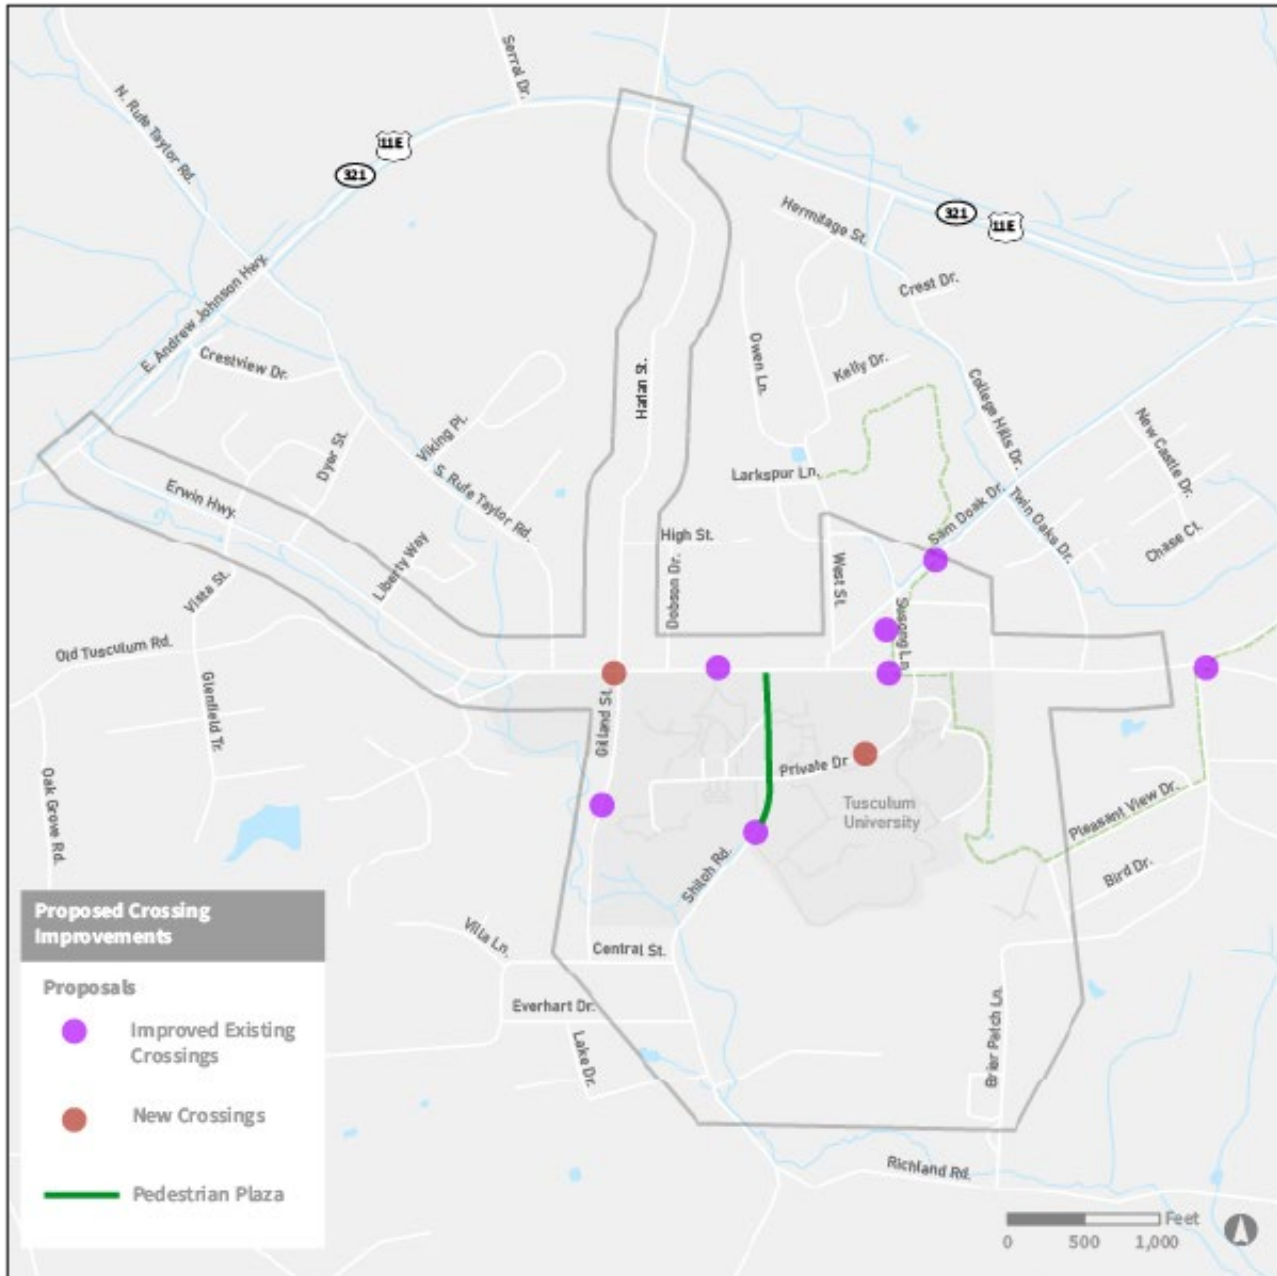 Serral Dr.
N. Rufe Taylor Rd.
11E
321
Hermitage St.
321
11E
Crest Dr.
E. Andrew Johnson Hwy.
Crestview Dr.
Owen Ln.
Kelly Dr.
Harlan St.
College Hills Dr.
New Castle Dr.
Viking Pl.
Dyer St.
S. Rufe Taylor Rd.
Larkspur Ln.
Erwin Hwy.
Sam Doak Dr.
Twin Oaks Dr.
Chase Ct.
High St.
West St.
Dobson Dr.
Liberty Way
Vista St.
Susong Ln
Old Tusculum Rd.
Glenfield Tr.
Gilland St.
Private Dr
Tusculum
University
Oak Grove Rd.
Pleasant View Dr.
Shiloh Rd.
Bird Dr.
Villa Ln.
Central St.
Everhart Dr.
Lake Dr.
Brier Patch Ln.
Richland Rd.
Proposed Crossing
Improvements
Proposals
Improved Existing
Crossings
New Crossings
Pedestrian Plaza
Feet
0 500 1,000